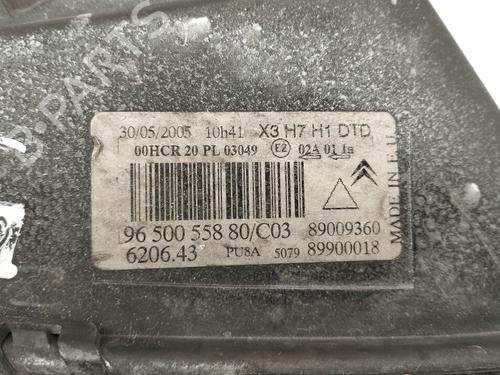 B-PARTS
30/05/2005 10h41 X3 H7 H1 DTD
00HCR 20 PL 03049 E2 02A 01 1a
96 500 558 80/C03 89009360
6206.43 PU8A 5079 89900018
MADE IN E.U